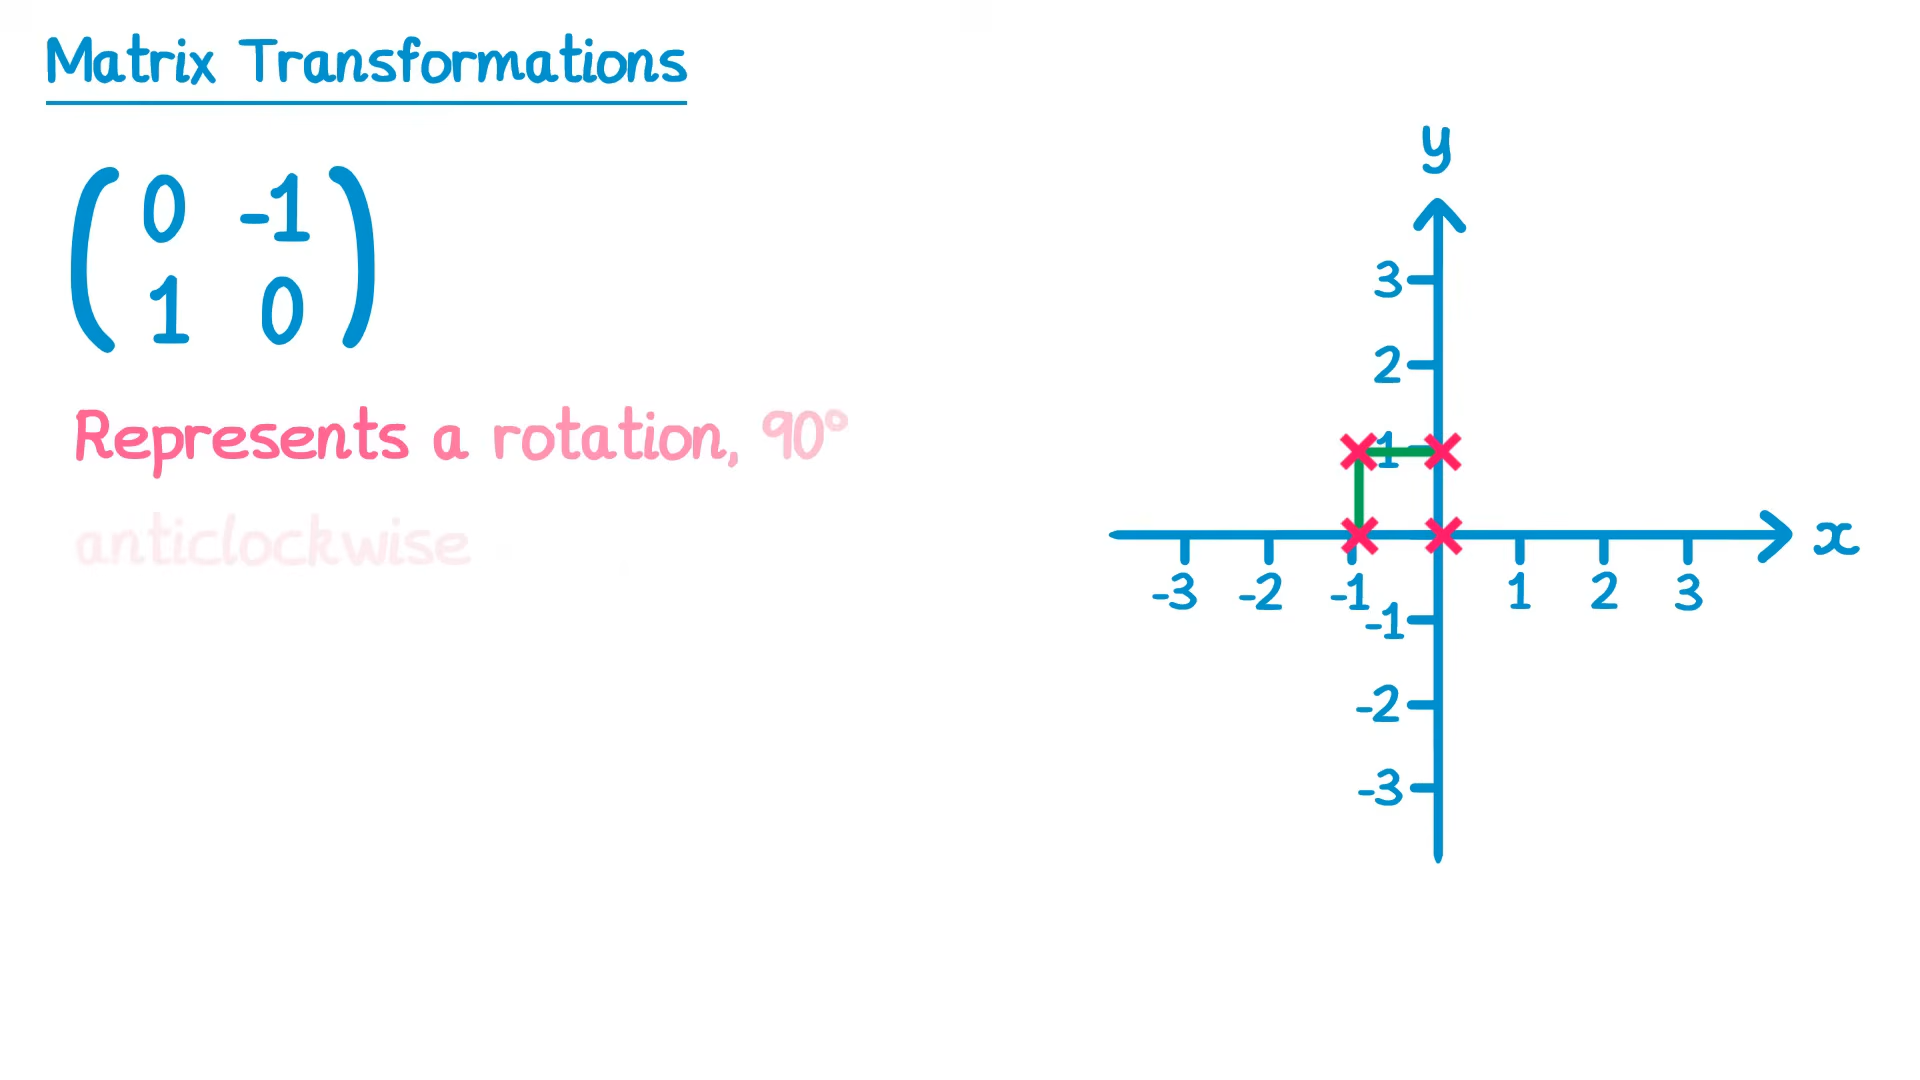 Matrix Transformations
0 -1
1 0
Represents a rotation, 90°
anticlockwise
y
3
2
1
x
-3 -2 -1 1 2 3
-1
-2
-3